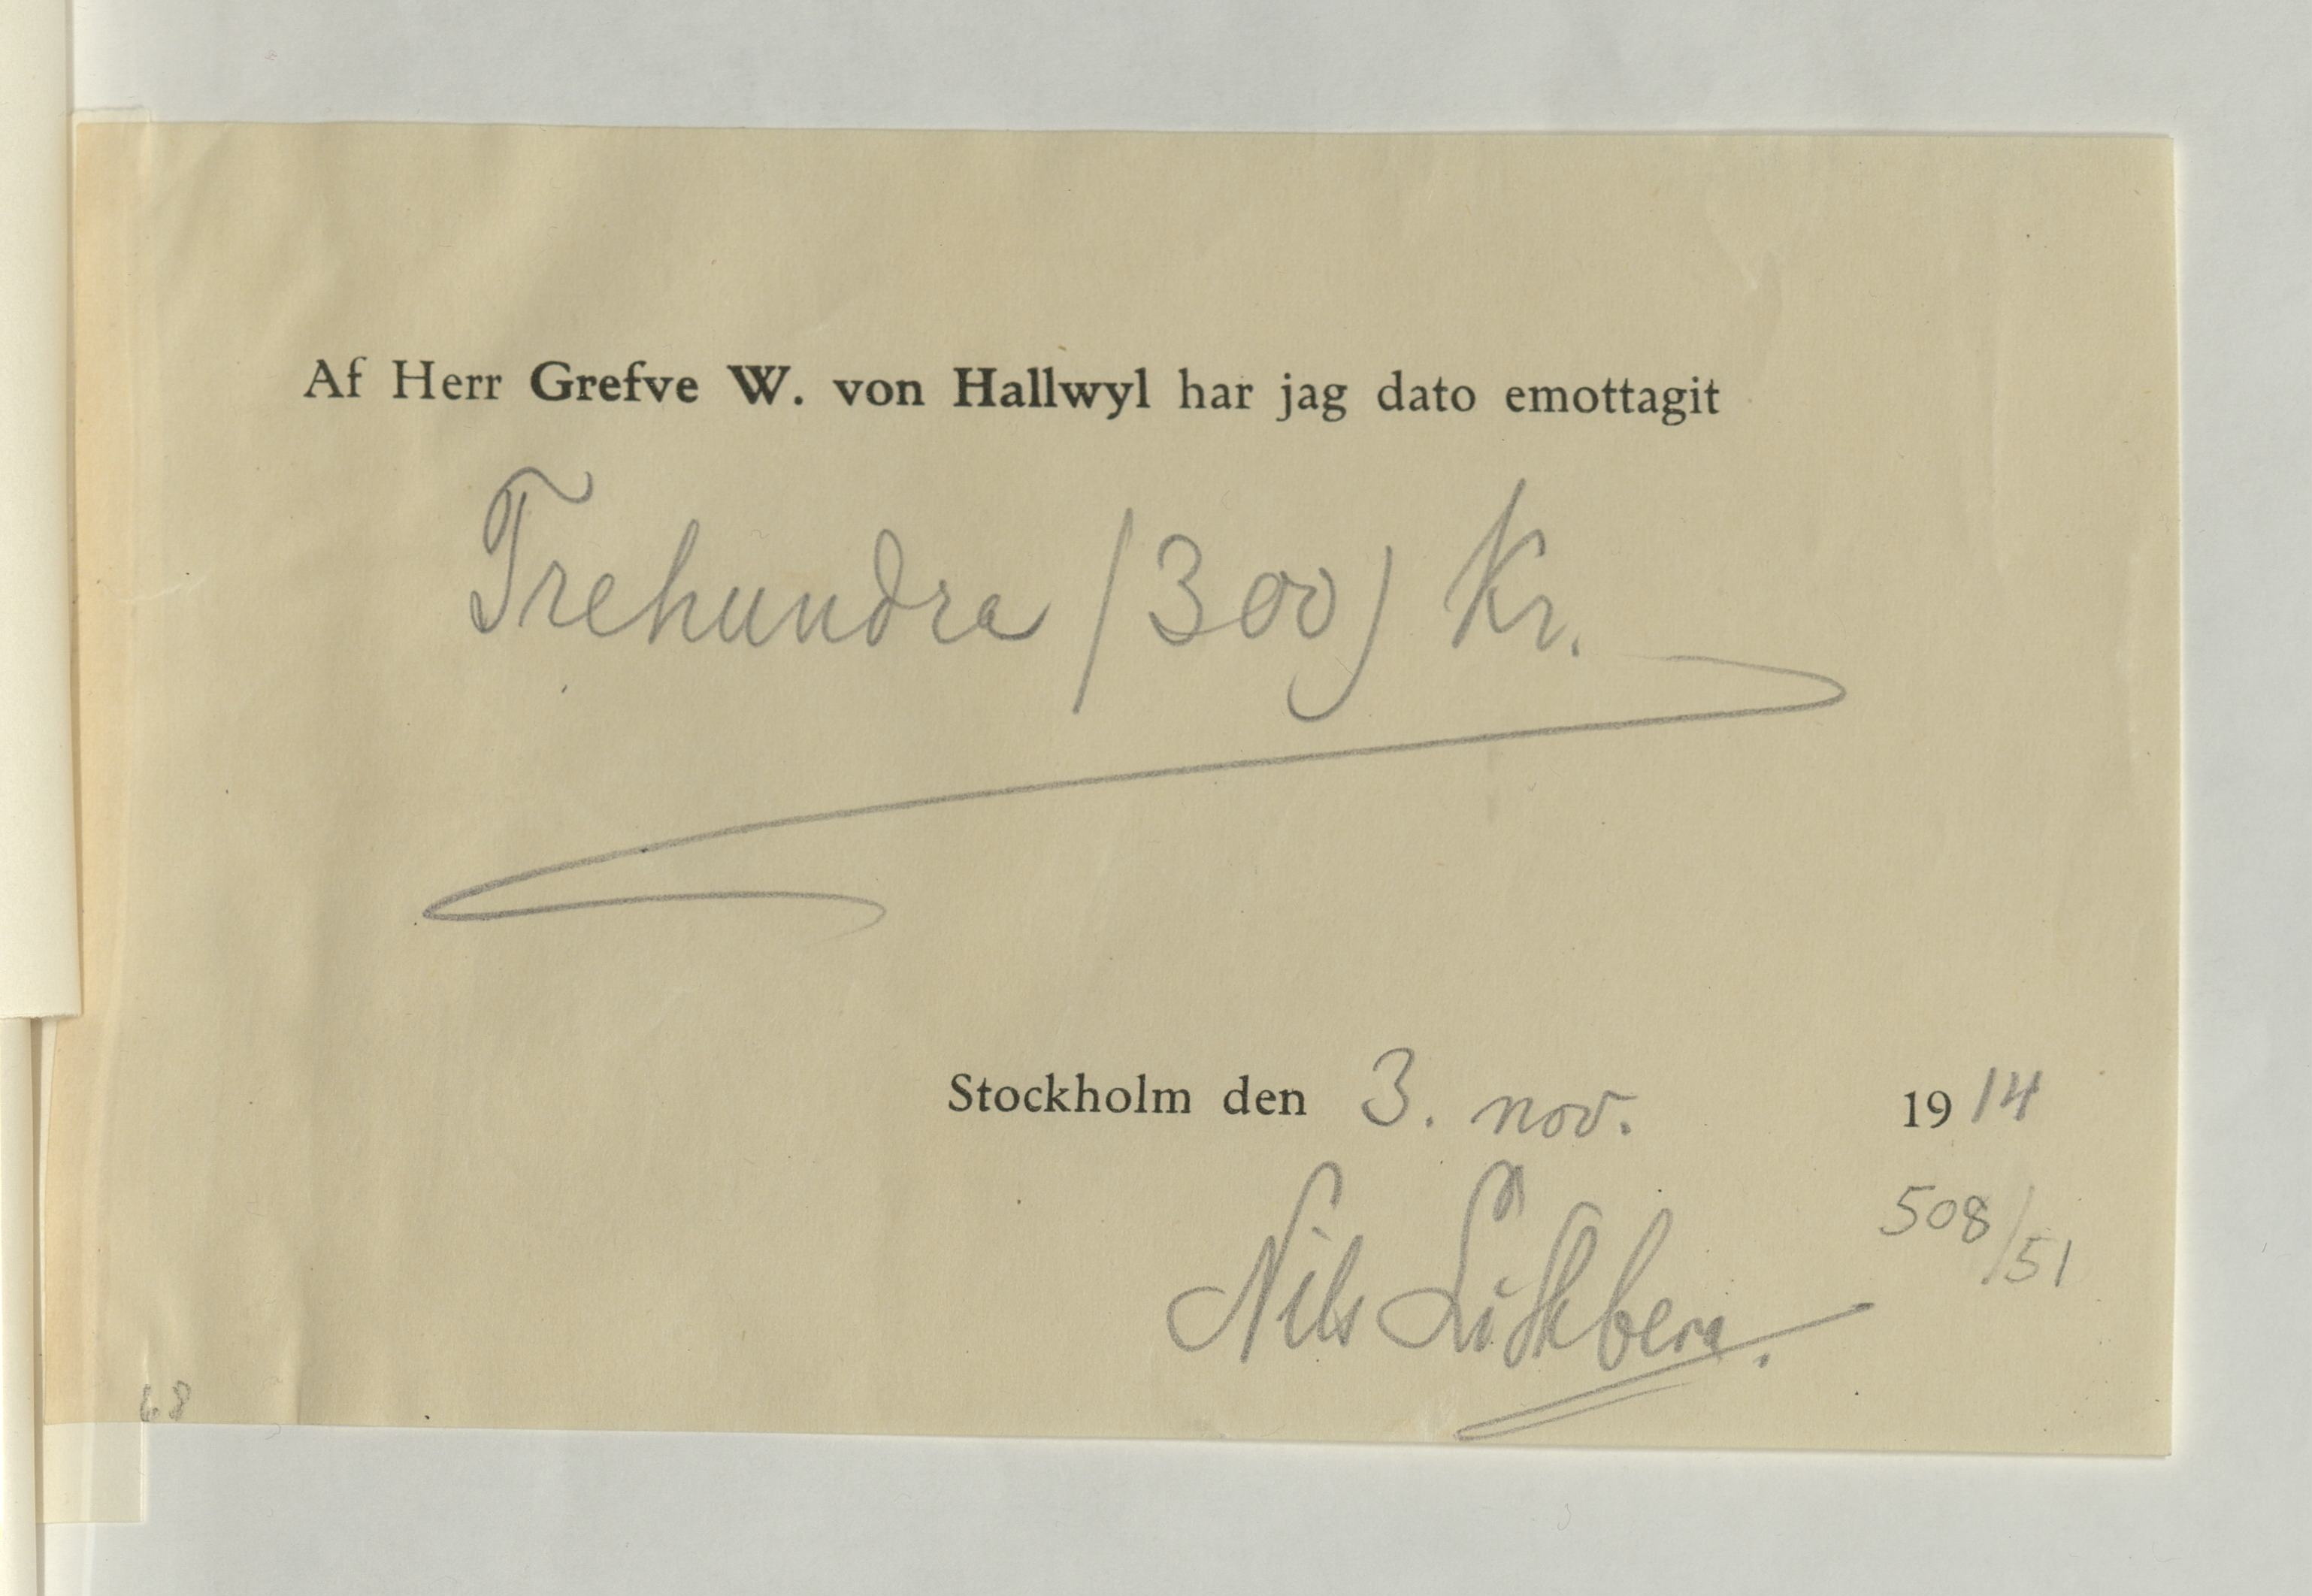 Af Herr Grefve W. von Hallwyl har jag dato emottagit
Trehundra (300) Kr.
Stockholm den 3. nov. 1914
Nils
508/51
68